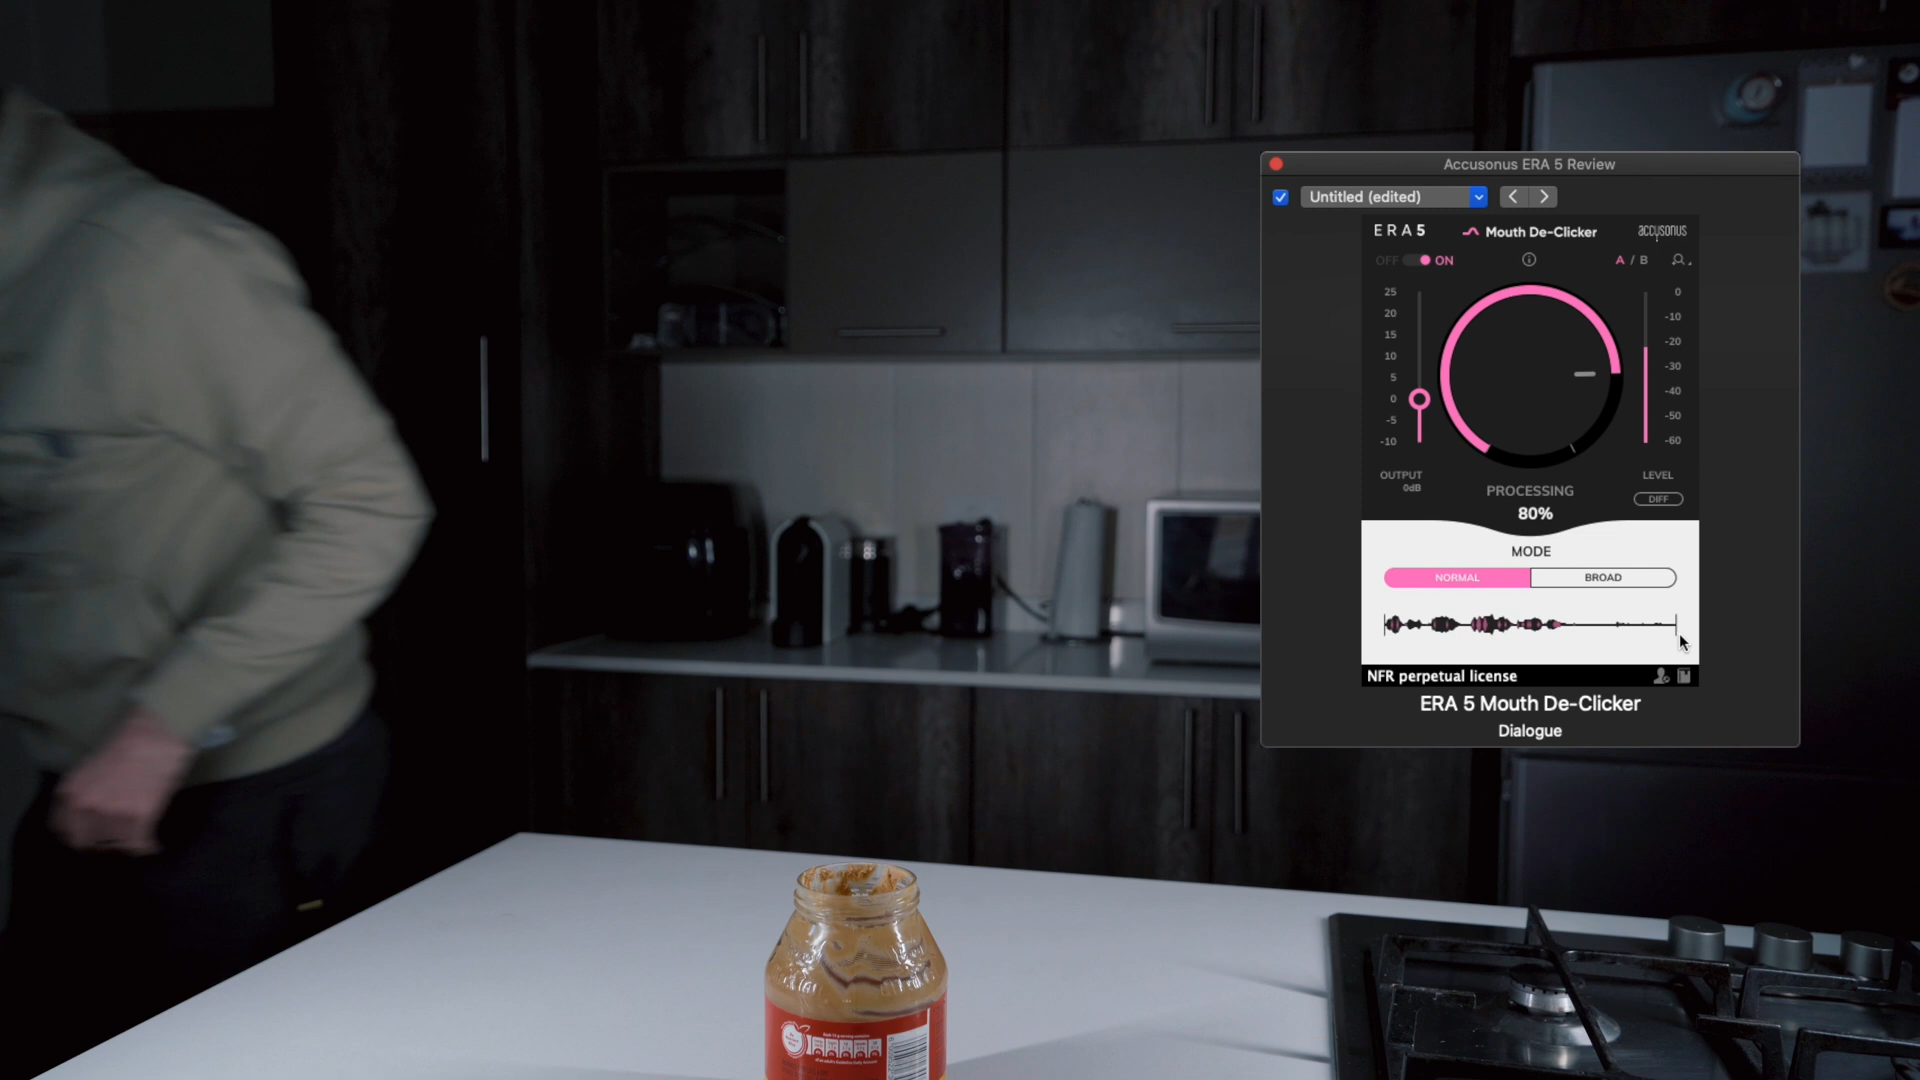 Accusonus ERA 5 Review
Untitled (edited)
ERA5
Mouth De-Clicker
accusonus
OFF ON
A / B
25
20
15
10
5
0
-5
-10
0
-10
-20
-30
-40
-50
-60
OUTPUT
0dB
PROCESSING
80%
LEVEL
DIFF
MODE
NORMAL
BROAD
NFR perpetual license
ERA 5 Mouth De-Clicker
Dialogue